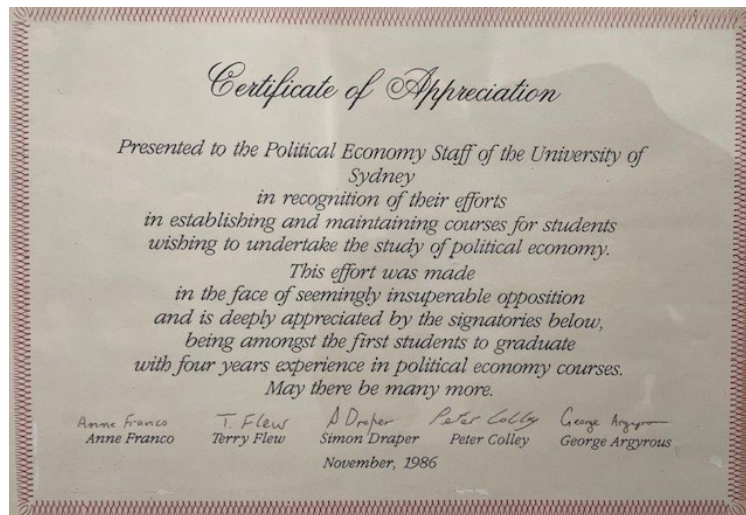 Certificate of Appreciation
Presented to the Political Economy Staff of the University of
Sydney
in recognition of their efforts
in establishing and maintaining courses for students
wishing to undertake the study of political economy.
This effort was made
in the face of seemingly insuperable opposition
and is deeply appreciated by the signatories below,
being amongst the first students to graduate
with four years experience in political economy courses.
May there be many more.
Anne Franco T. Flew S Draper Peter Colley George Argyrous
Anne Franco Terry Flew Simon Draper Peter Colley George Argyrous
November, 1986